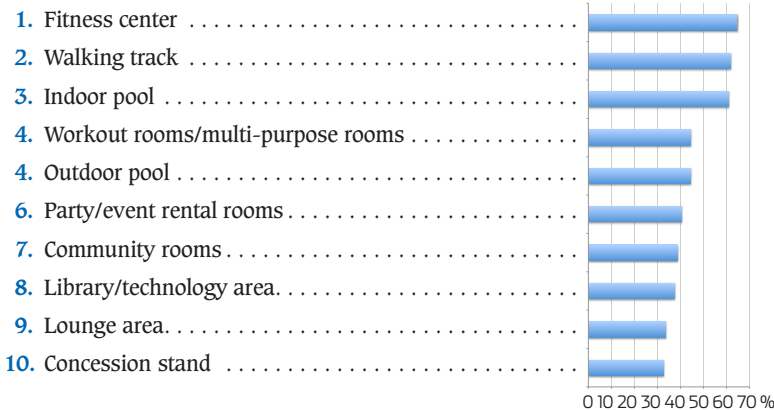 1. Fitness center . . . . . . . . . . . . . . . . . . . . . . . . . . . . . . . . . . .
2. Walking track . . . . . . . . . . . . . . . . . . . . . . . . . . . . . . . . . . .
3. Indoor pool . . . . . . . . . . . . . . . . . . . . . . . . . . . . . . . . . . . . .
4. Workout rooms/multi-purpose rooms . . . . . . . . . . . . . . .
4. Outdoor pool . . . . . . . . . . . . . . . . . . . . . . . . . . . . . . . . . . . .
6. Party/event rental rooms . . . . . . . . . . . . . . . . . . . . . . . . . .
7. Community rooms . . . . . . . . . . . . . . . . . . . . . . . . . . . . . . . .
8. Library/technology area. . . . . . . . . . . . . . . . . . . . . . . . . . . .
9. Lounge area. . . . . . . . . . . . . . . . . . . . . . . . . . . . . . . . . . . . .
10. Concession stand . . . . . . . . . . . . . . . . . . . . . . . . . . . . . . . .
0 10 20 30 40 50 60 70 %